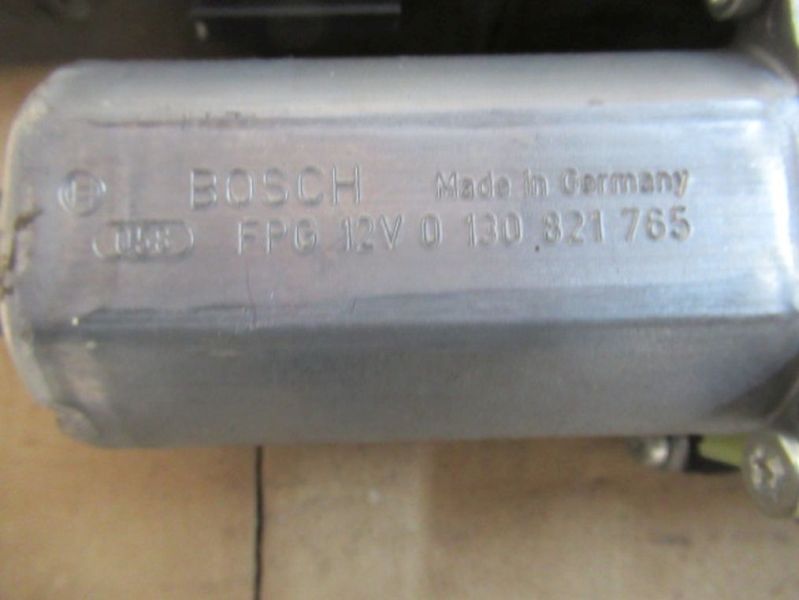 BOSCH Made in Germany
FPG 12V 0 130 821 765